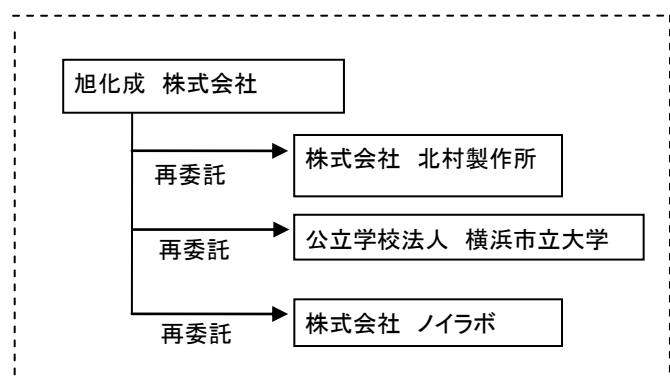 旭化成 株式会社
再委託
株式会社 北村製作所
再委託
公立学校法人 横浜市立大学
再委託
株式会社 ノイラボ